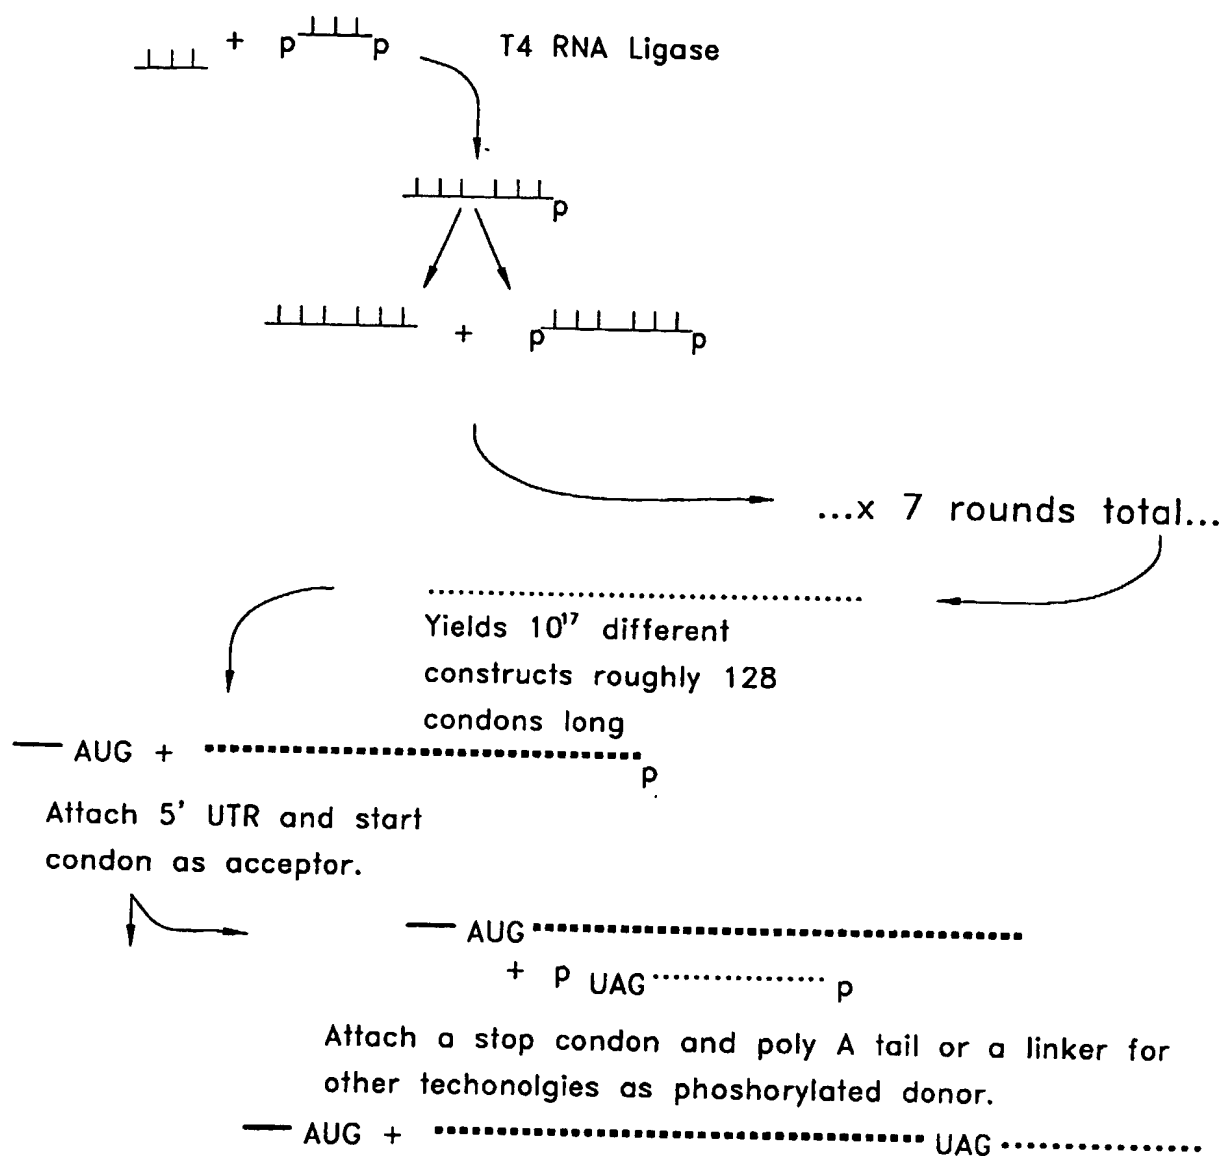 + p p T4 RNA Ligase
p
+ p p
...x 7 rounds total...
Yields 10¹⁷ different
constructs roughly 128
condons long
AUG + p
Attach 5' UTR and start
condon as acceptor.
AUG
+ p UAG p
Attach a stop condon and poly A tail or a linker for
other techonolgies as phoshorylated donor.
AUG + UAG